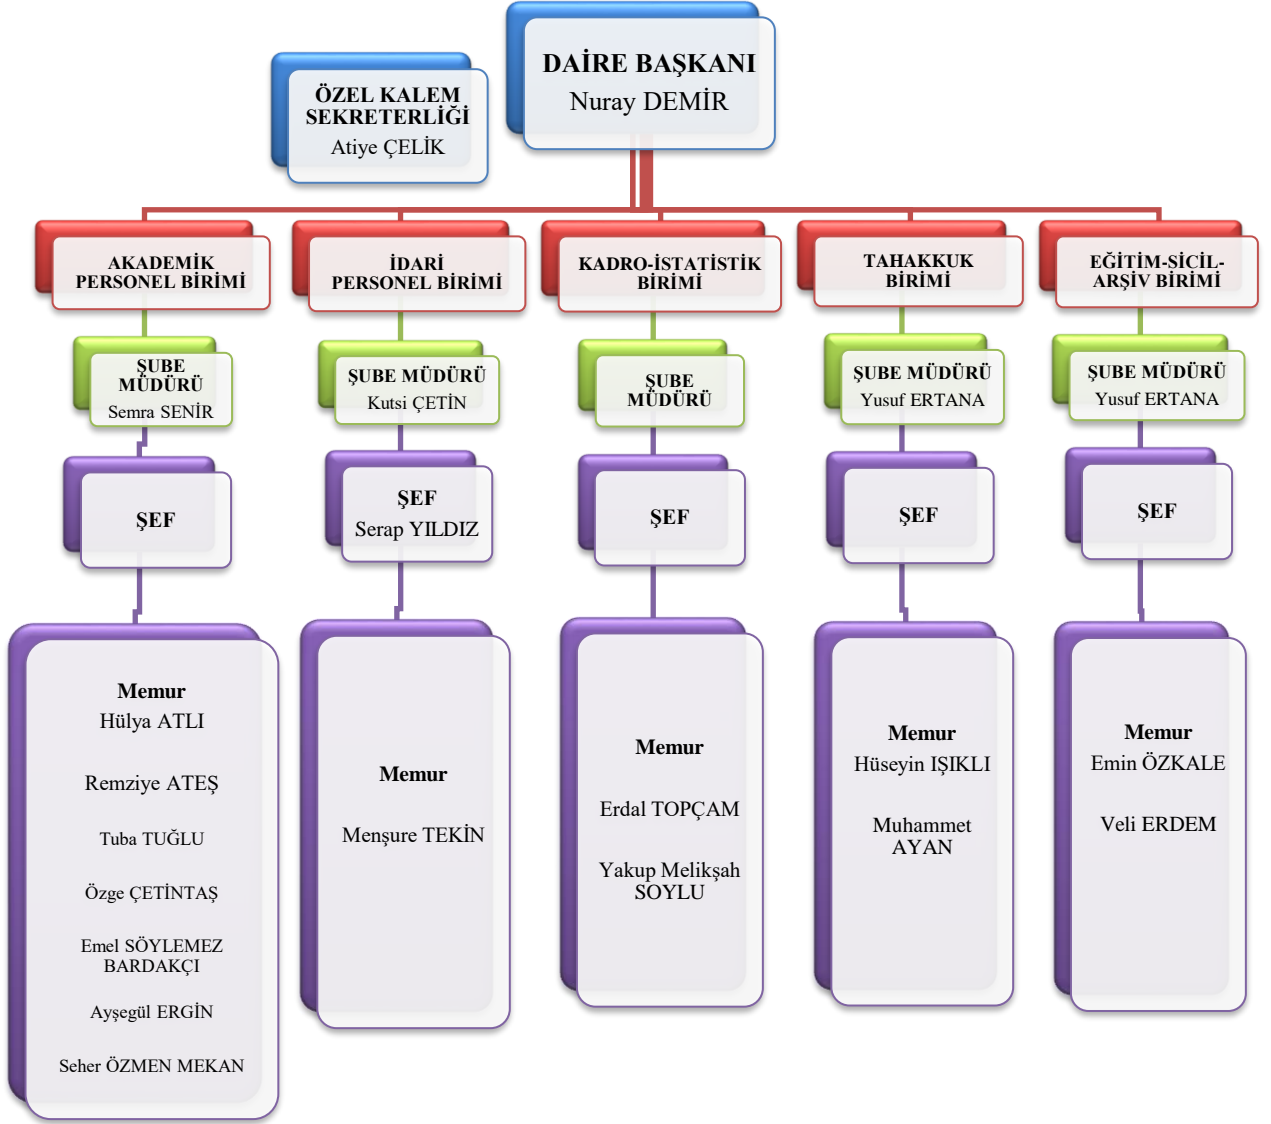 DAİRE BAŞKANI
Nuray DEMİR
ÖZEL KALEM
SEKRETERLİĞİ
Atiye ÇELİK
AKADEMİK
PERSONEL BİRİMİ
İDARİ
PERSONEL BİRİMİ
KADRO-İSTATİSTİK
BİRİMİ
TAHAKKUK
BİRİMİ
EĞİTİM-SİCİL-
ARŞİV BİRİMİ
ŞUBE
MÜDÜRÜ
Semra SENİR
ŞUBE MÜDÜRÜ
Kutsi ÇETİN
ŞUBE
MÜDÜRÜ
ŞUBE MÜDÜRÜ
Yusuf ERTANA
ŞUBE MÜDÜRÜ
Yusuf ERTANA
ŞEF
ŞEF
Serap YILDIZ
ŞEF
ŞEF
ŞEF
Memur
Hülya ATLI
Remziye ATEŞ
Tuba TUĞLU
Özge ÇETİNTAŞ
Emel SÖYLEMEZ
BARDAKÇI
Ayşegül ERGİN
Seher ÖZMEN MEKAN
Memur
Menşure TEKİN
Memur
Erdal TOPÇAM
Yakup Melikşah
SOYLU
Memur
Hüseyin IŞIKLI
Muhammet
AYAN
Memur
Emin ÖZKALE
Veli ERDEM